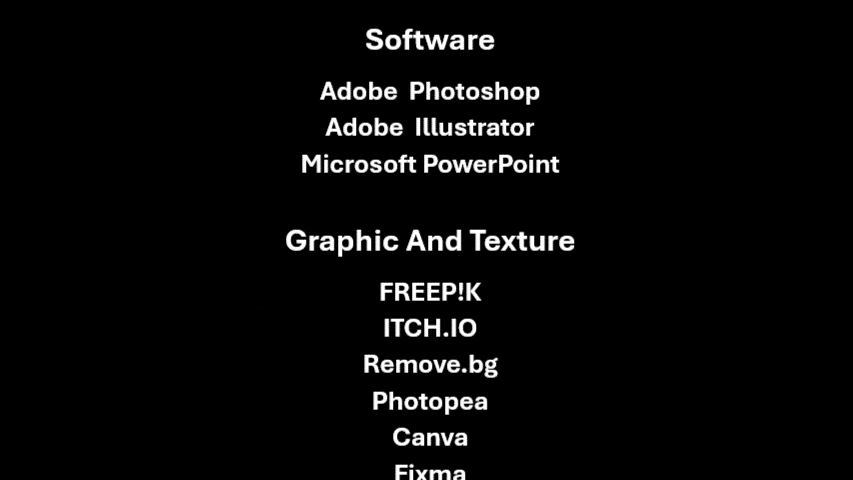 Software
Adobe Photoshop
Adobe Illustrator
Microsoft PowerPoint
Graphic And Texture
FREEP!K
ITCH.IO
Remove.bg
Photopea
Canva
Fixma